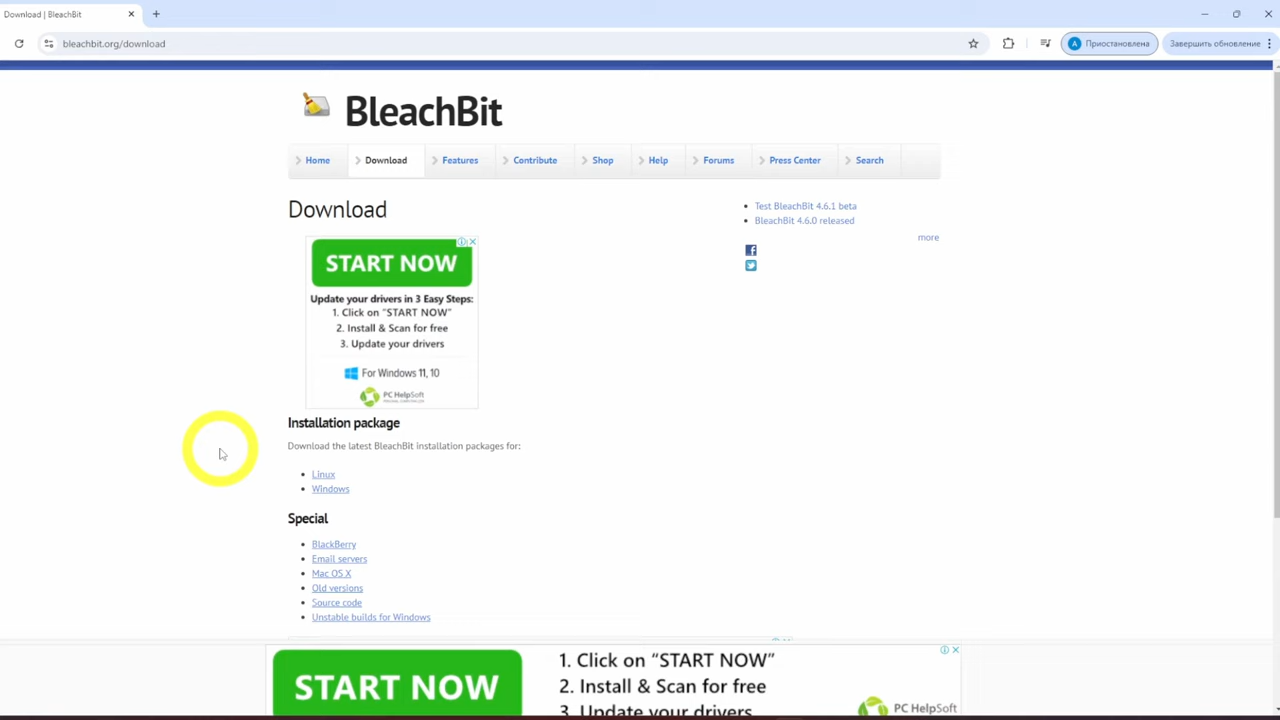 Download | BleachBit
bleachbit.org/download
A Приостановлена
Завершить обновление
BleachBit
Home Download Features Contribute Shop Help Forums Press Center Search
Download
Test BleachBit 4.6.1 beta
BleachBit 4.6.0 released
more
START NOW
Update your drivers in 3 Easy Steps:
1. Click on "START NOW"
2. Install & Scan for free
3. Update your drivers
For Windows 11, 10
PC HelpSoft
Installation package
Download the latest BleachBit installation packages for:
Linux
Windows
Special
BlackBerry
Email servers
Mac OS X
Old versions
Source code
Unstable builds for Windows
START NOW
1. Click on “START NOW”
2. Install & Scan for free
3. Update your drivers
PC HelpSoft